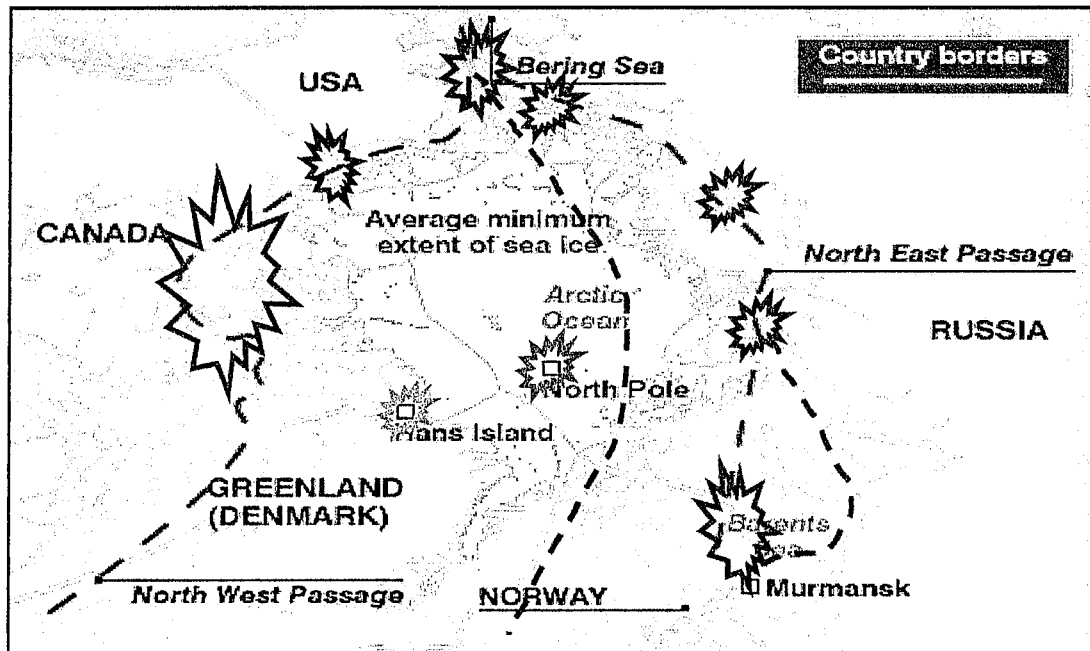 Country borders
Bering Sea
USA
CANADA
Average minimum
extent of sea ice
North East Passage
Arctic
Ocean
RUSSIA
North Pole
Hans Island
GREENLAND
(DENMARK)
Barents
Sea
Murmansk
North West Passage
NORWAY